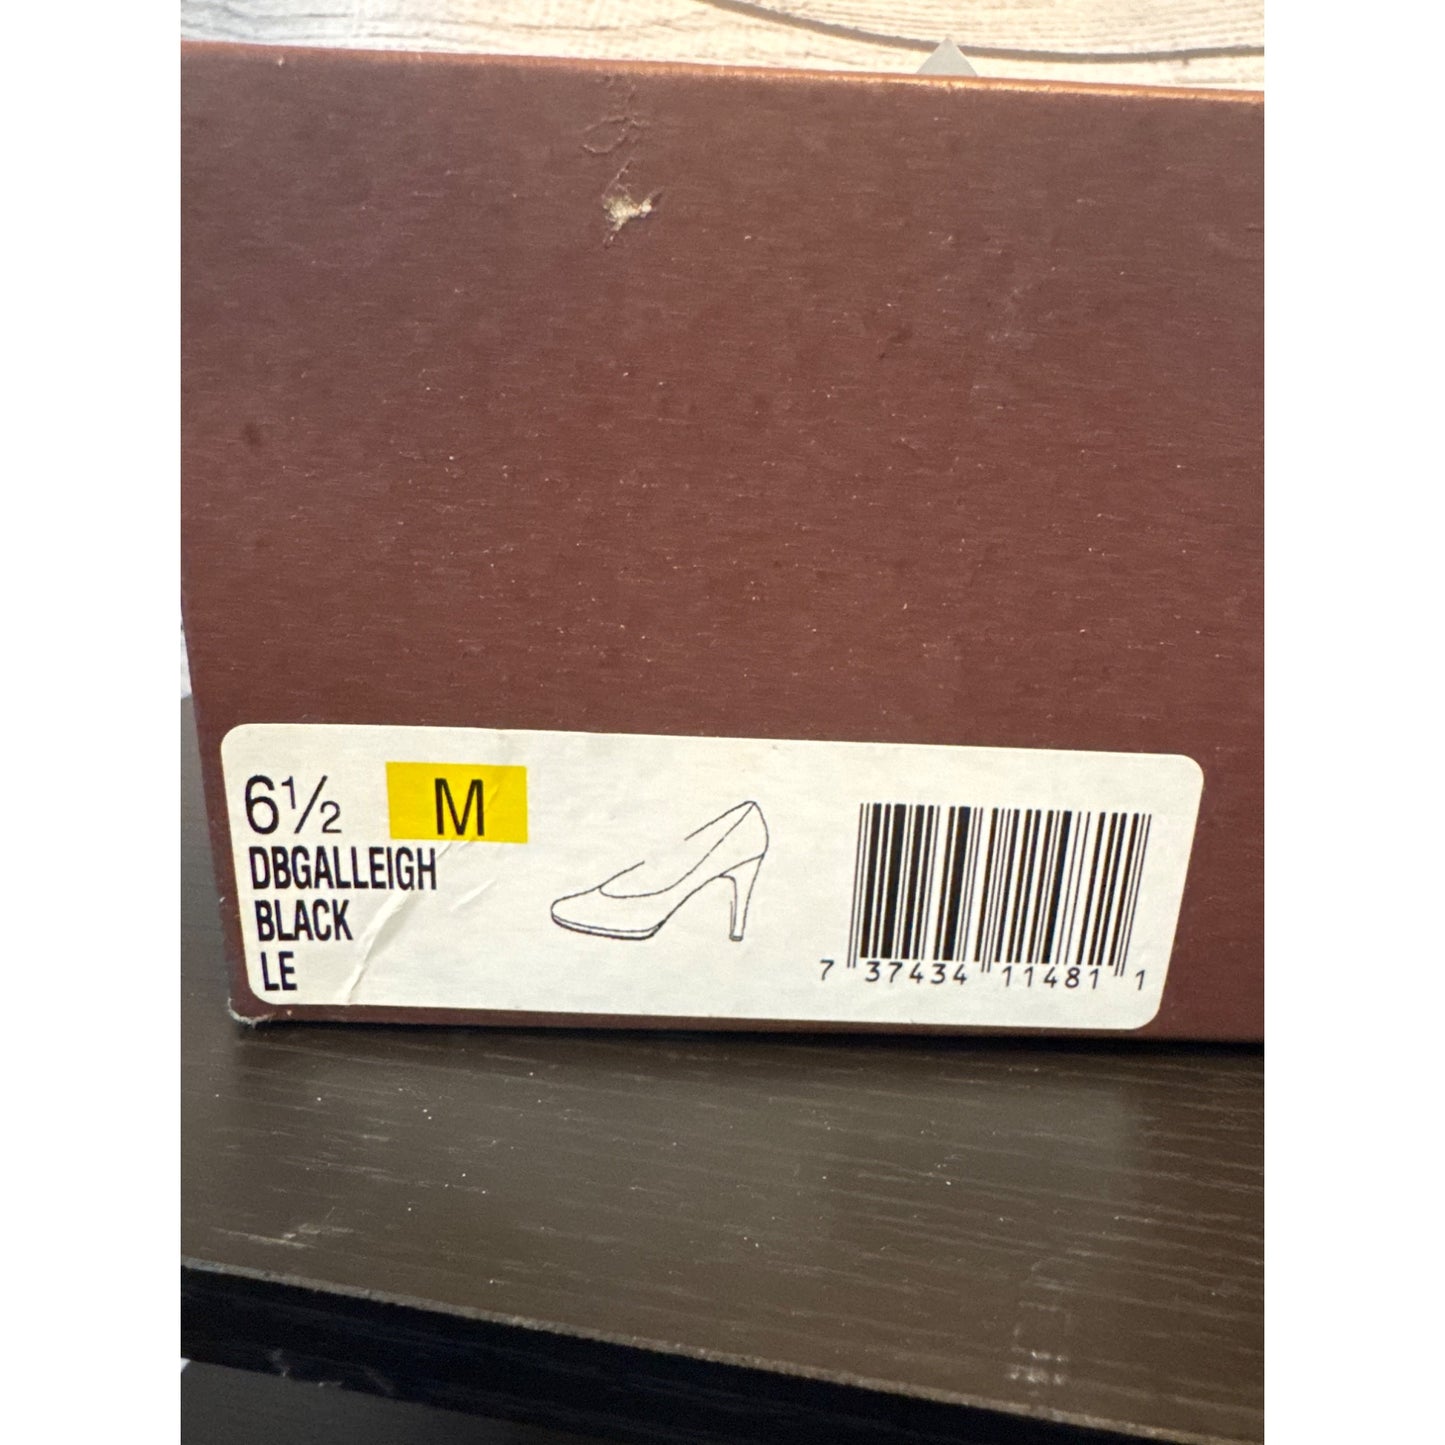 6½ M
DBGALLEIGH
BLACK
LE
7 37434 11481 1